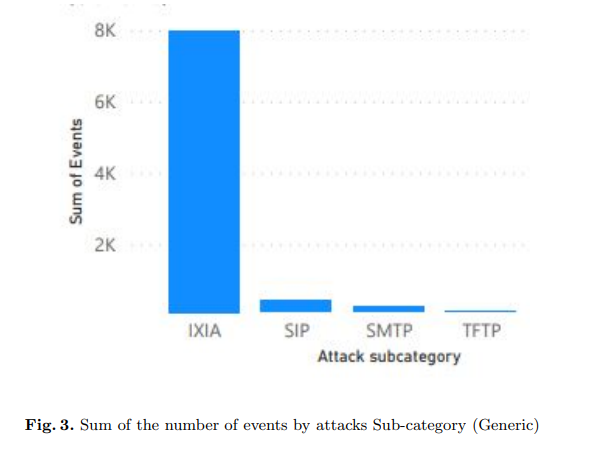 8K
6K
4K
2K
Sum of Events
IXIA SIP SMTP TFTP
Attack subcategory
Fig. 3. Sum of the number of events by attacks Sub-category (Generic)